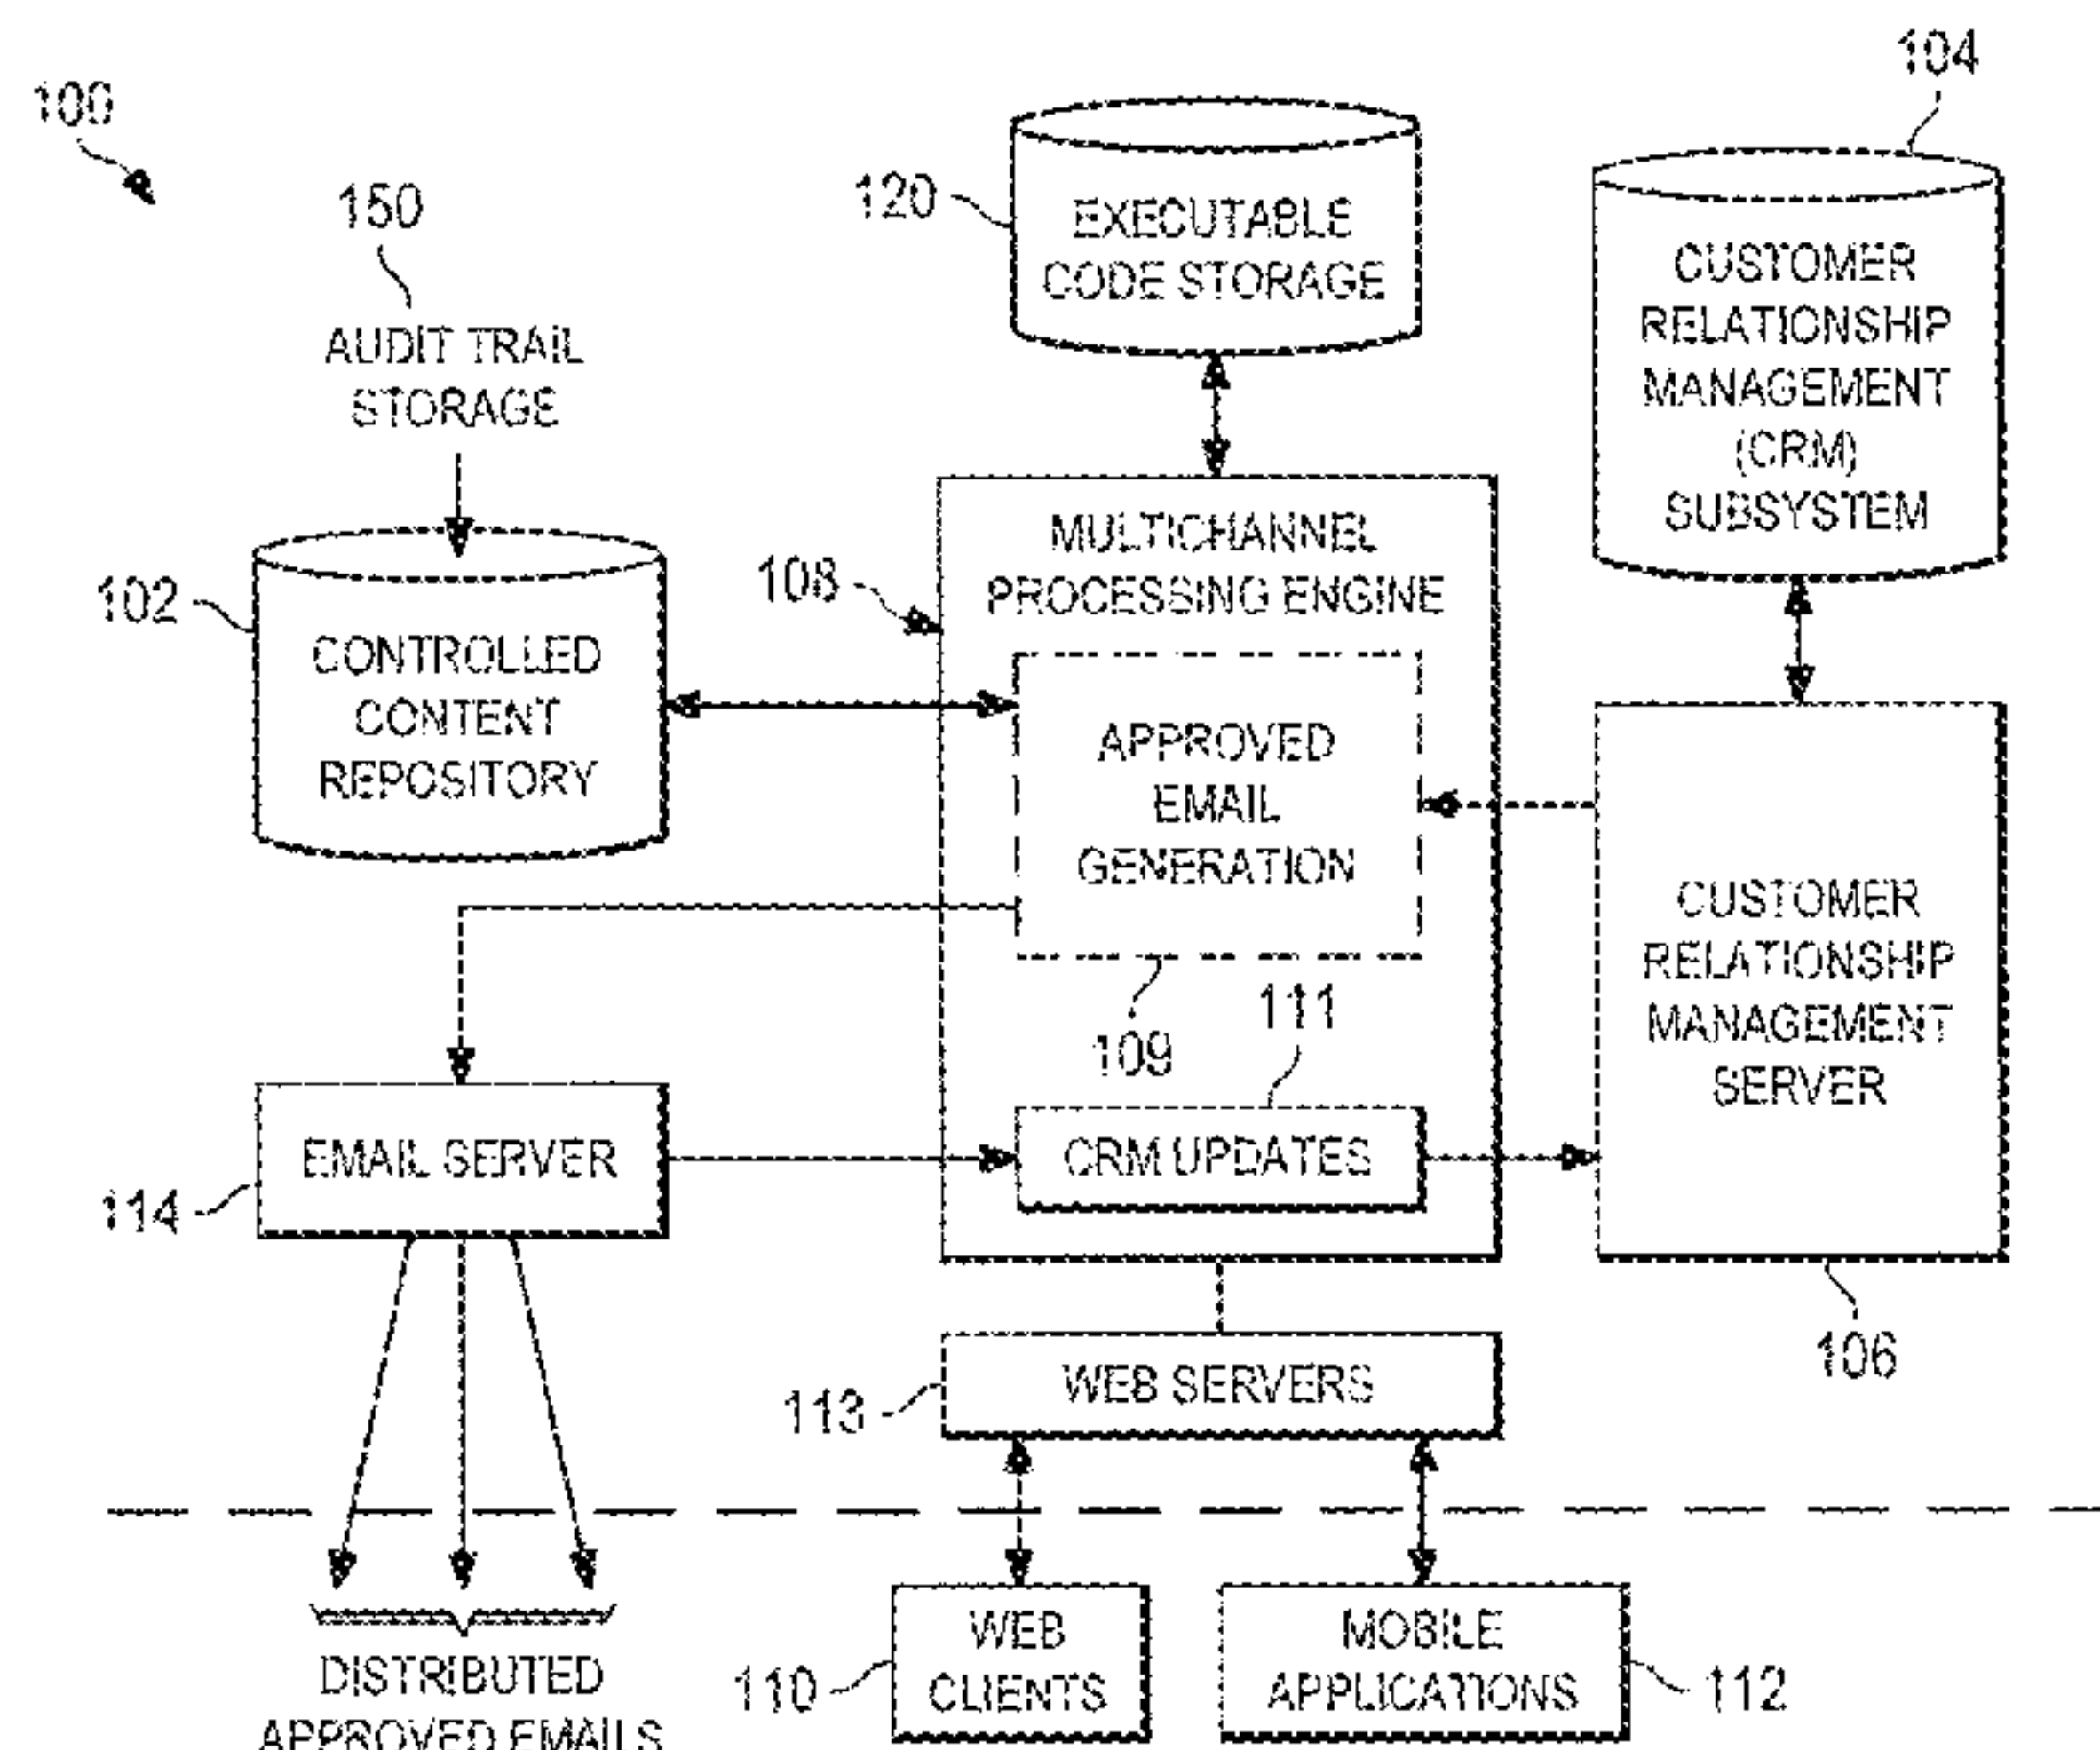 100
104
150
120
EXECUTABLE
CODE STORAGE
CUSTOMER
RELATIONSHIP
MANAGEMENT
(CRM)
SUBSYSTEM
AUDIT TRAIL
STORAGE
102
CONTROLLED
CONTENT
REPOSITORY
108
MULTICHANNEL
PROCESSING ENGINE
APPROVED
EMAIL
GENERATION
109
111
CUSTOMER
RELATIONSHIP
MANAGEMENT
SERVER
EMAIL SERVER
114
CRM UPDATES
106
113
WEB SERVERS
DISTRIBUTED
APPROVED EMAILS
110
WEB
CLIENTS
MOBILE
APPLICATIONS
112